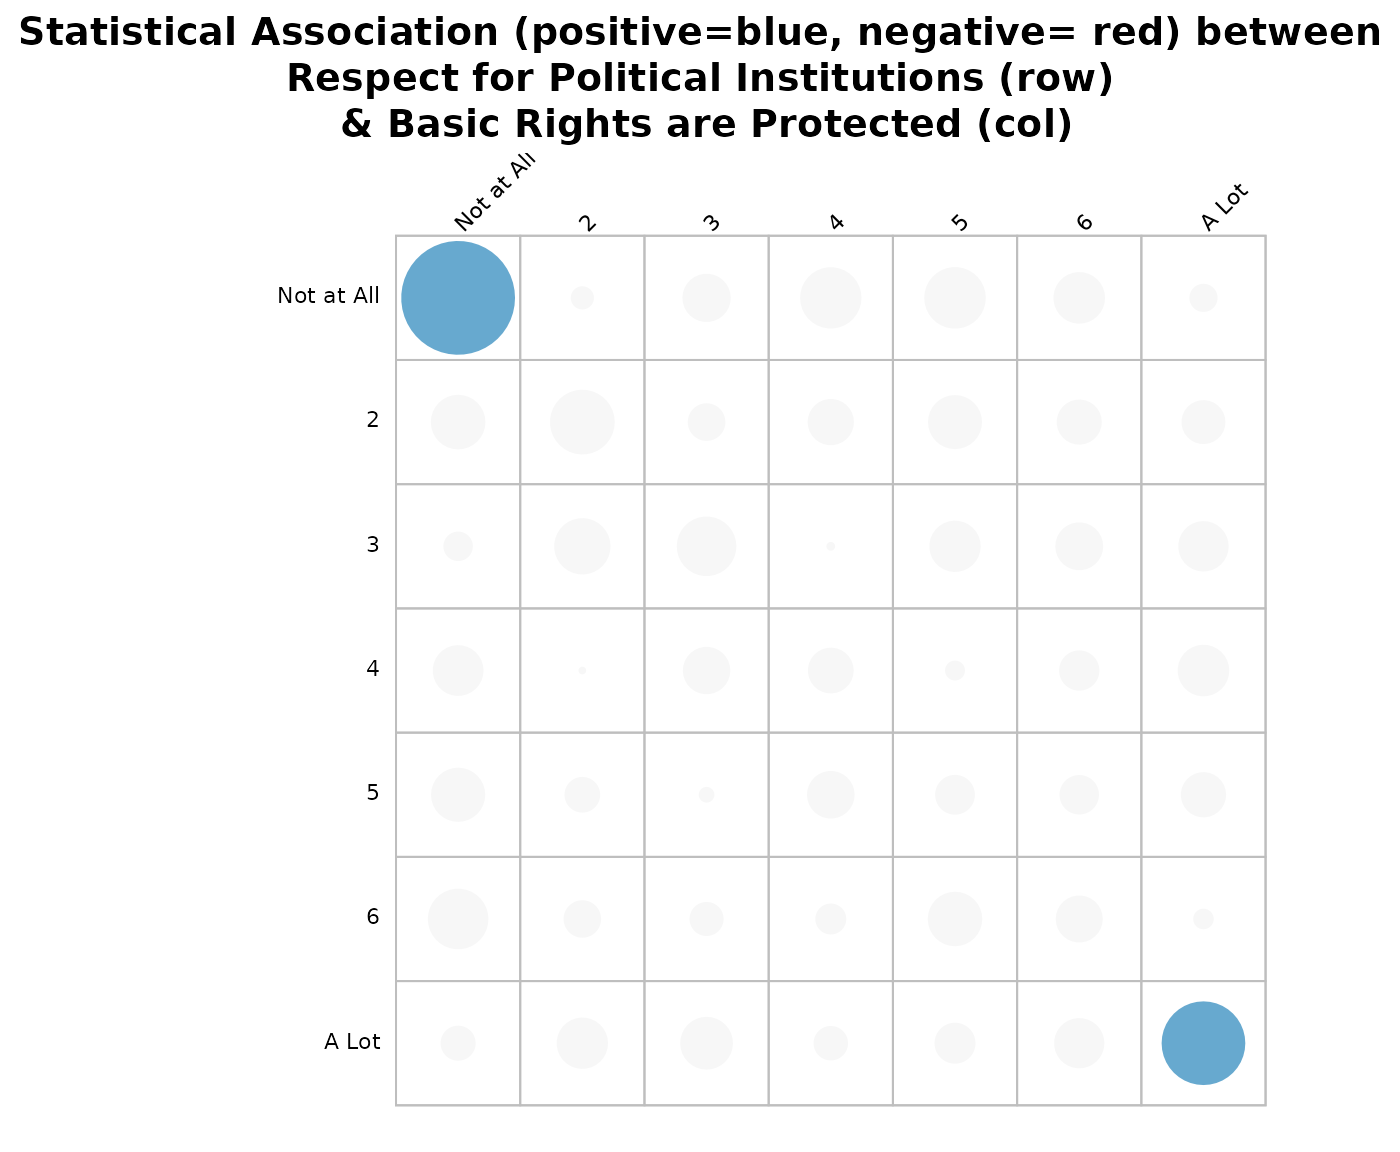 Statistical Association (positive=blue, negative= red) between
Respect for Political Institutions (row)
& Basic Rights are Protected (col)
Not at All 2 3 4 5 6 A Lot
Not at All
2
3
4
5
6
A Lot